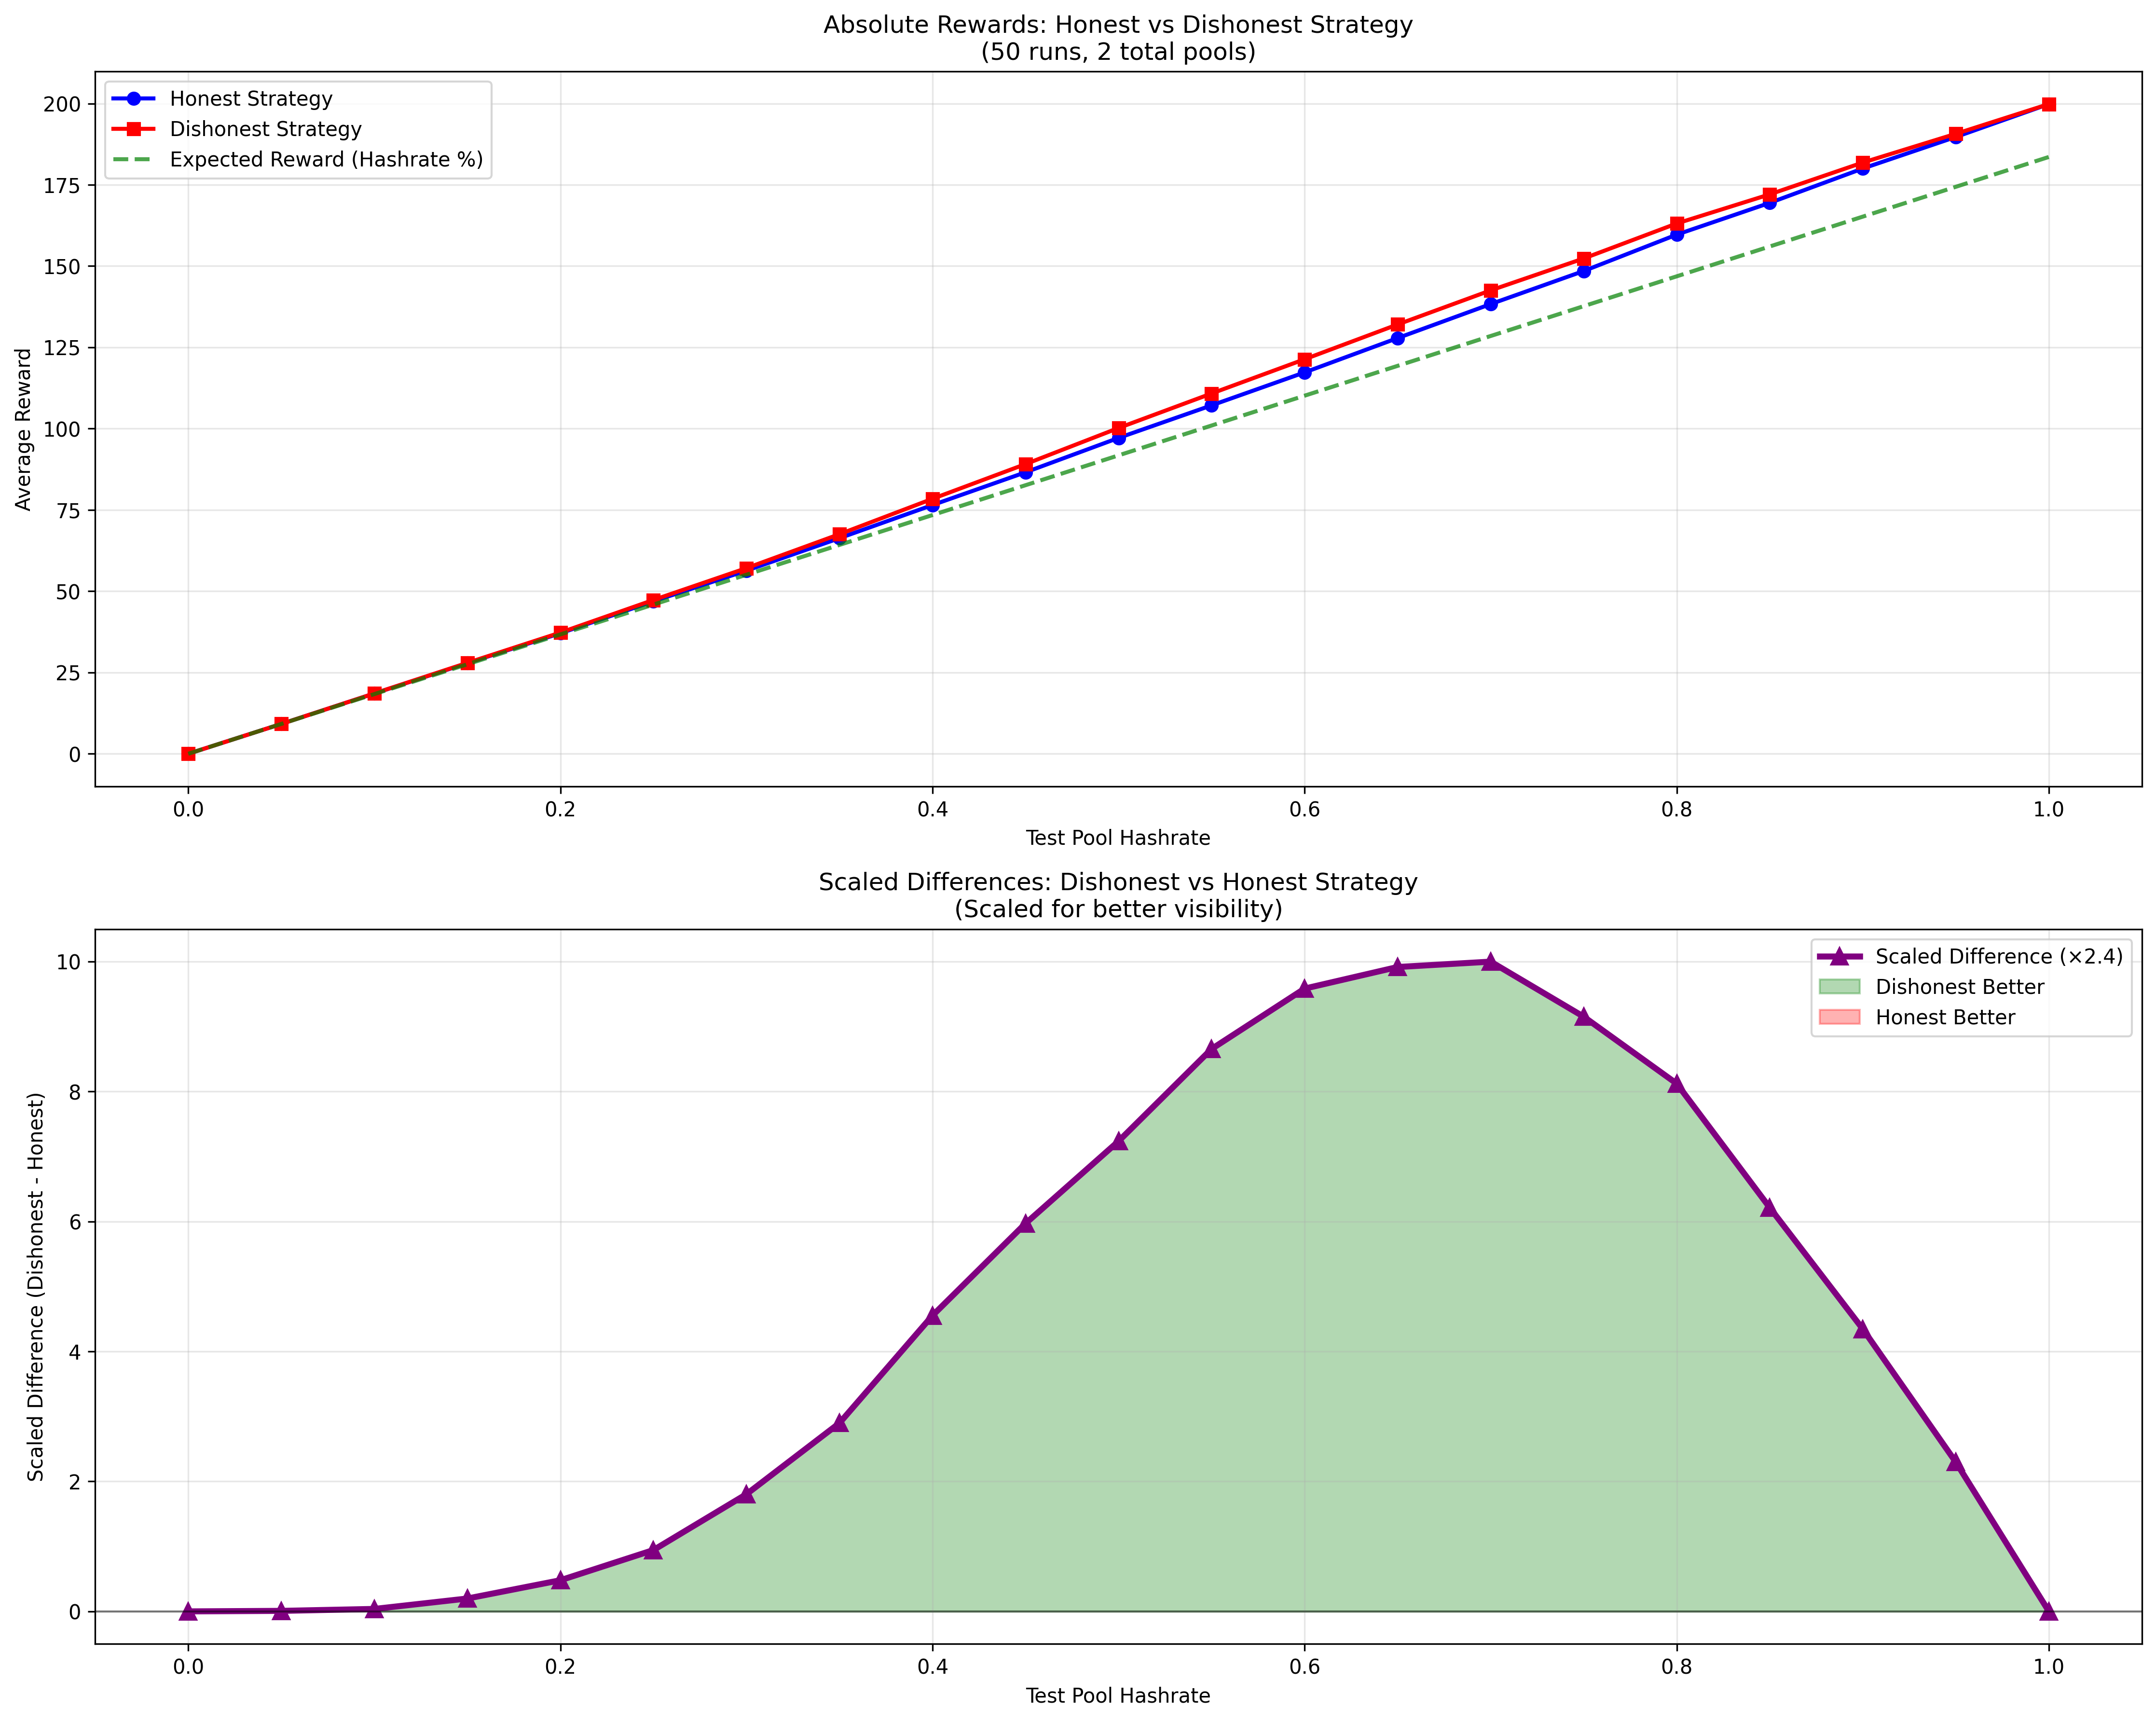 Absolute Rewards: Honest vs Dishonest Strategy
(50 runs, 2 total pools)
Honest Strategy
Dishonest Strategy
Expected Reward (Hashrate %)
Average Reward
200
175
150
125
100
75
50
25
0
0.0 0.2 0.4 0.6 0.8 1.0
Test Pool Hashrate
Scaled Differences: Dishonest vs Honest Strategy
(Scaled for better visibility)
Scaled Difference (×2.4)
Dishonest Better
Honest Better
Scaled Difference (Dishonest - Honest)
10
8
6
4
2
0
0.0 0.2 0.4 0.6 0.8 1.0
Test Pool Hashrate